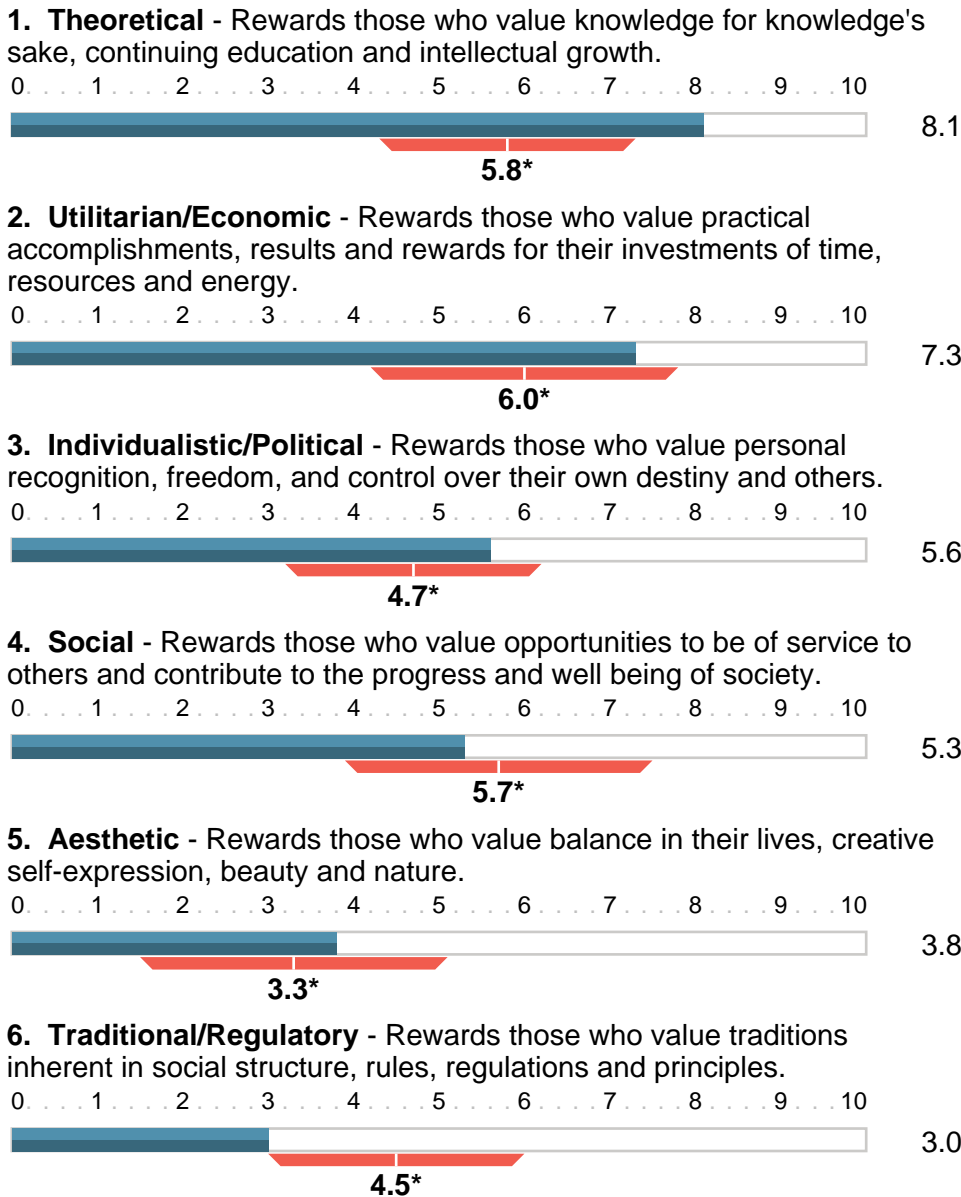 1. Theoretical - Rewards those who value knowledge for knowledge's
sake, continuing education and intellectual growth.
0. . . . 1 . . . . 2 . . . . 3 . . . . 4 . . . . 5 . . . . 6 . . . . 7 . . . . 8 . . . . 9 . . . 10
8.1
5.8*
2. Utilitarian/Economic - Rewards those who value practical
accomplishments, results and rewards for their investments of time,
resources and energy.
0. . . . 1 . . . . 2 . . . . 3 . . . . 4 . . . . 5 . . . . 6 . . . . 7 . . . . 8 . . . . 9 . . . 10
7.3
6.0*
3. Individualistic/Political - Rewards those who value personal
recognition, freedom, and control over their own destiny and others.
0. . . . 1 . . . . 2 . . . . 3 . . . . 4 . . . . 5 . . . . 6 . . . . 7 . . . . 8 . . . . 9 . . . 10
5.6
4.7*
4. Social - Rewards those who value opportunities to be of service to
others and contribute to the progress and well being of society.
0. . . . 1 . . . . 2 . . . . 3 . . . . 4 . . . . 5 . . . . 6 . . . . 7 . . . . 8 . . . . 9 . . . 10
5.3
5.7*
5. Aesthetic - Rewards those who value balance in their lives, creative
self-expression, beauty and nature.
0. . . . 1 . . . . 2 . . . . 3 . . . . 4 . . . . 5 . . . . 6 . . . . 7 . . . . 8 . . . . 9 . . . 10
3.8
3.3*
6. Traditional/Regulatory - Rewards those who value traditions
inherent in social structure, rules, regulations and principles.
0. . . . 1 . . . . 2 . . . . 3 . . . . 4 . . . . 5 . . . . 6 . . . . 7 . . . . 8 . . . . 9 . . . 10
3.0
4.5*